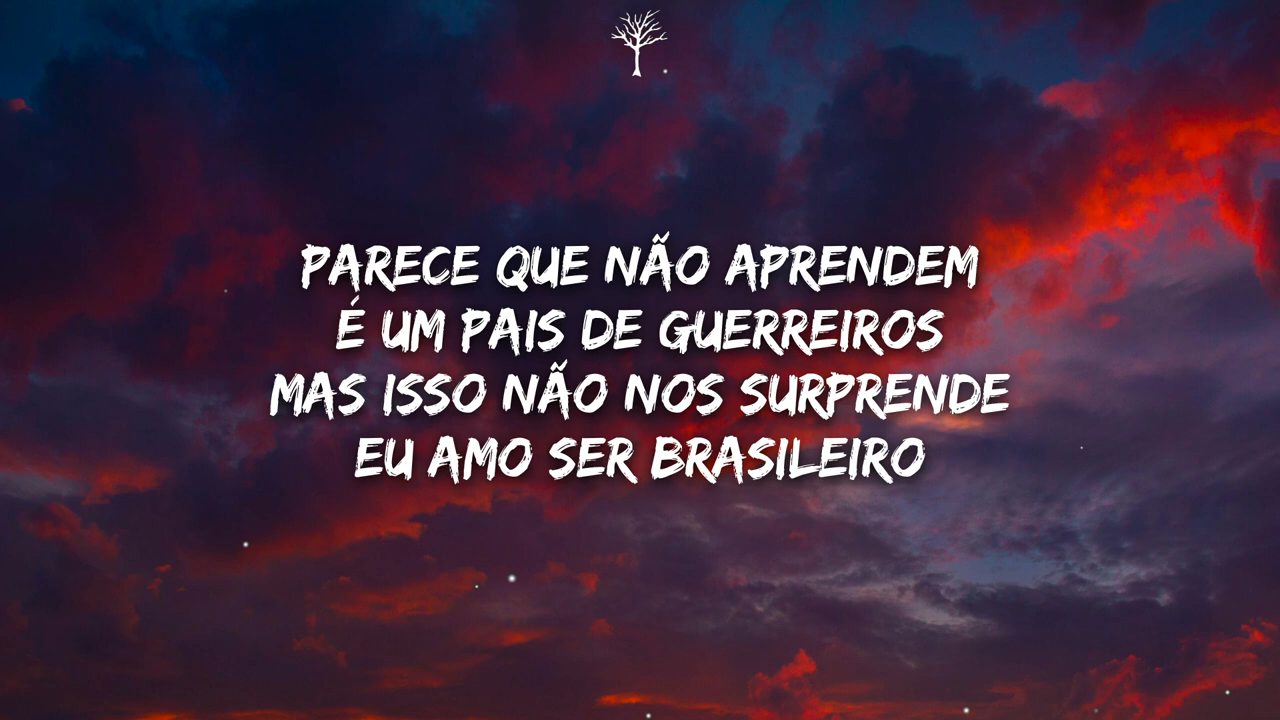 PARECE QUE NÃO APRENDEM
É UM PAIS DE GUERREIROS
MAS ISSO NÃO NOS SURPRENDE
EU AMO SER BRASILEIRO